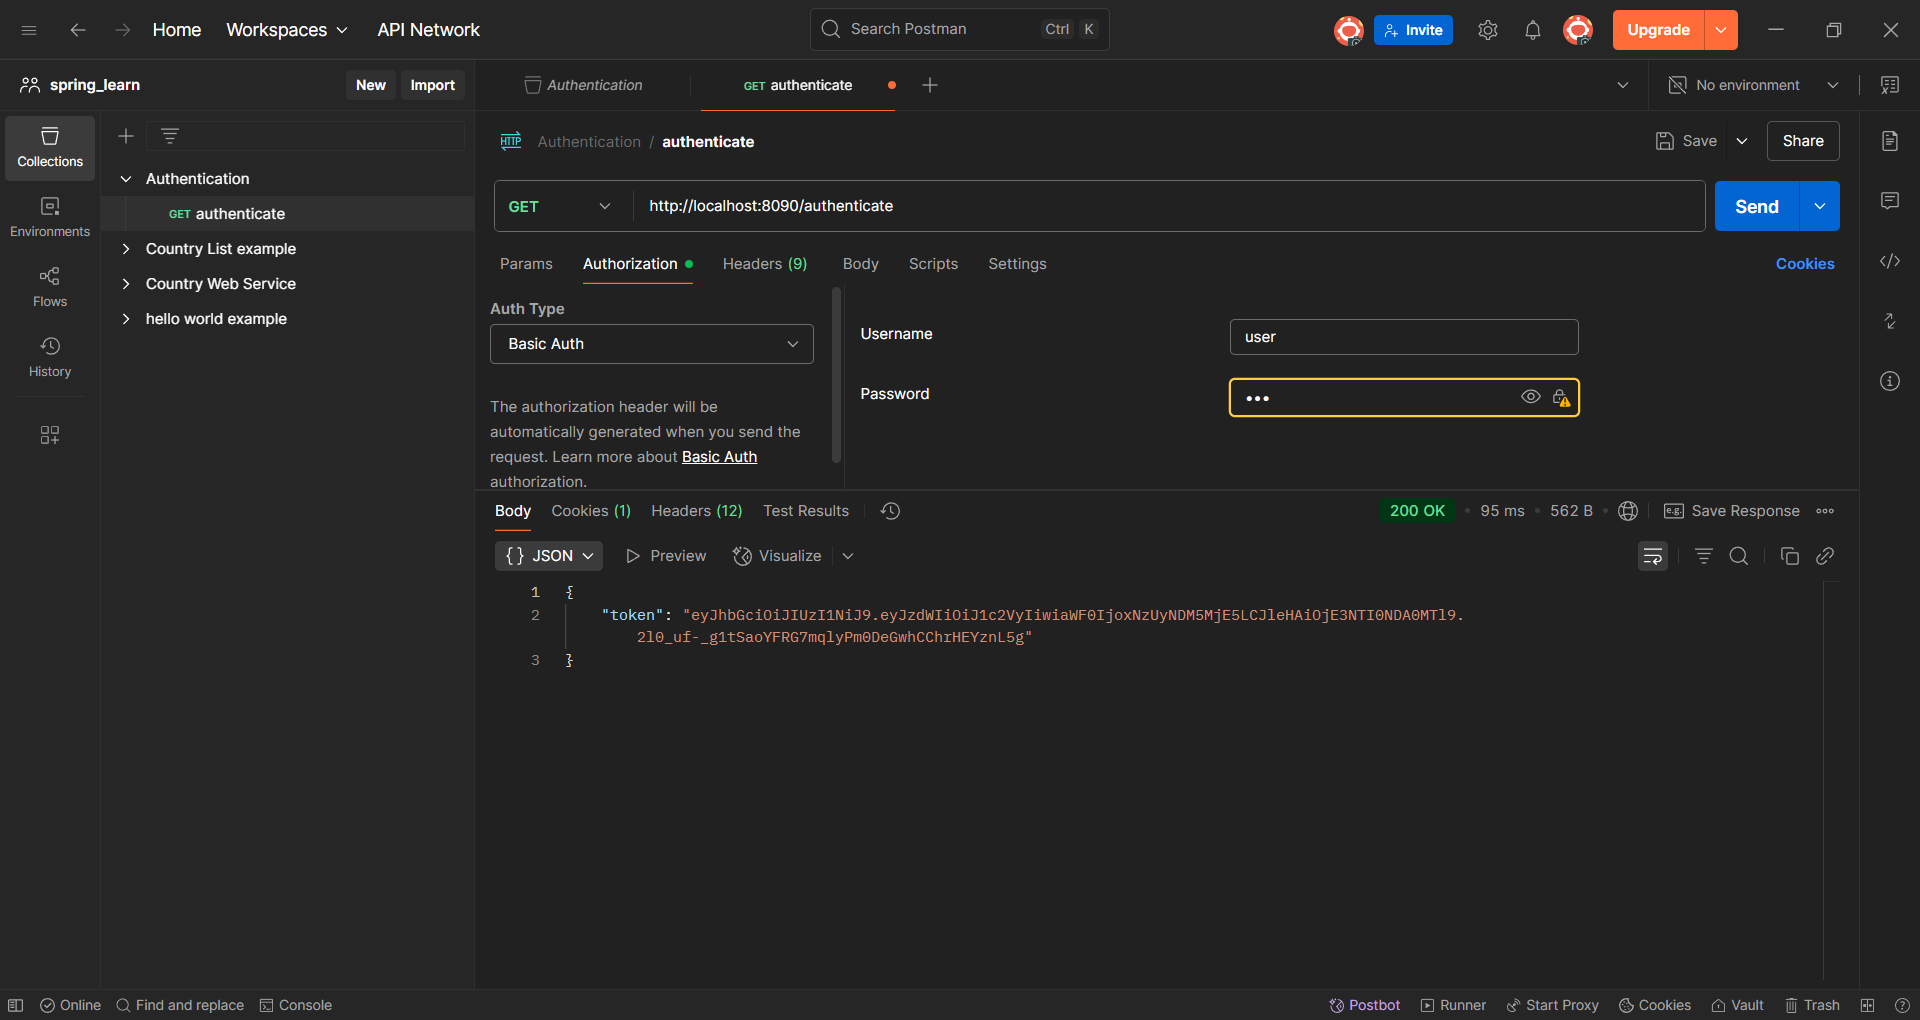 Home Workspaces API Network Search Postman Ctrl K Invite Upgrade
spring_learn New Import Authentication GET authenticate No environment
Collections
Environments
Flows
History
Authentication
GET authenticate
Country List example
Country Web Service
hello world example
HTTP Authentication / authenticate Save Share
GET http://localhost:8090/authenticate Send
Params Authorization Headers (9) Body Scripts Settings Cookies
Auth Type
Basic Auth
The authorization header will be
automatically generated when you send the
request. Learn more about Basic Auth
authorization.
Username user
Password •••
Body Cookies (1) Headers (12) Test Results 200 OK • 95 ms • 562 B • e.g. Save Response
{} JSON Preview Visualize
1 {
2 "token": "eyJhbGciOiJIUzI1NiJ9.eyJzdWIiOiJ1c2VyIiwiaWF0IjoxNzUyNDM5MjE5LCJleHAiOjE3NTI0NDA0MTl9.
2l0_uf-_g1tSaoYFRG7mqlyPm0DeGwhCChrHEYznL5g"
3 }
Online Find and replace Console Postbot Runner Start Proxy Cookies Vault Trash